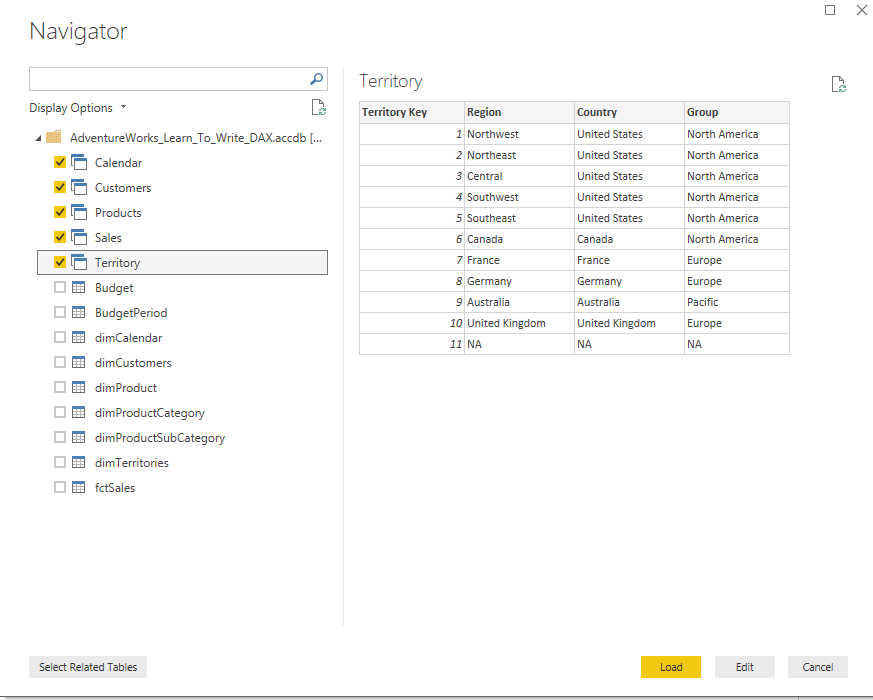 Navigator
Display Options
AdventureWorks_Learn_To_Write_DAX.accdb [...
Calendar
Customers
Products
Sales
Territory
Budget
BudgetPeriod
dimCalendar
dimCustomers
dimProduct
dimProductCategory
dimProductSubCategory
dimTerritories
fctSales
Territory
Territory Key Region Country Group
1 Northwest United States North America
2 Northeast United States North America
3 Central United States North America
4 Southwest United States North America
5 Southeast United States North America
6 Canada Canada North America
7 France France Europe
8 Germany Germany Europe
9 Australia Australia Pacific
10 United Kingdom United Kingdom Europe
11 NA NA NA
Select Related Tables
Load Edit Cancel